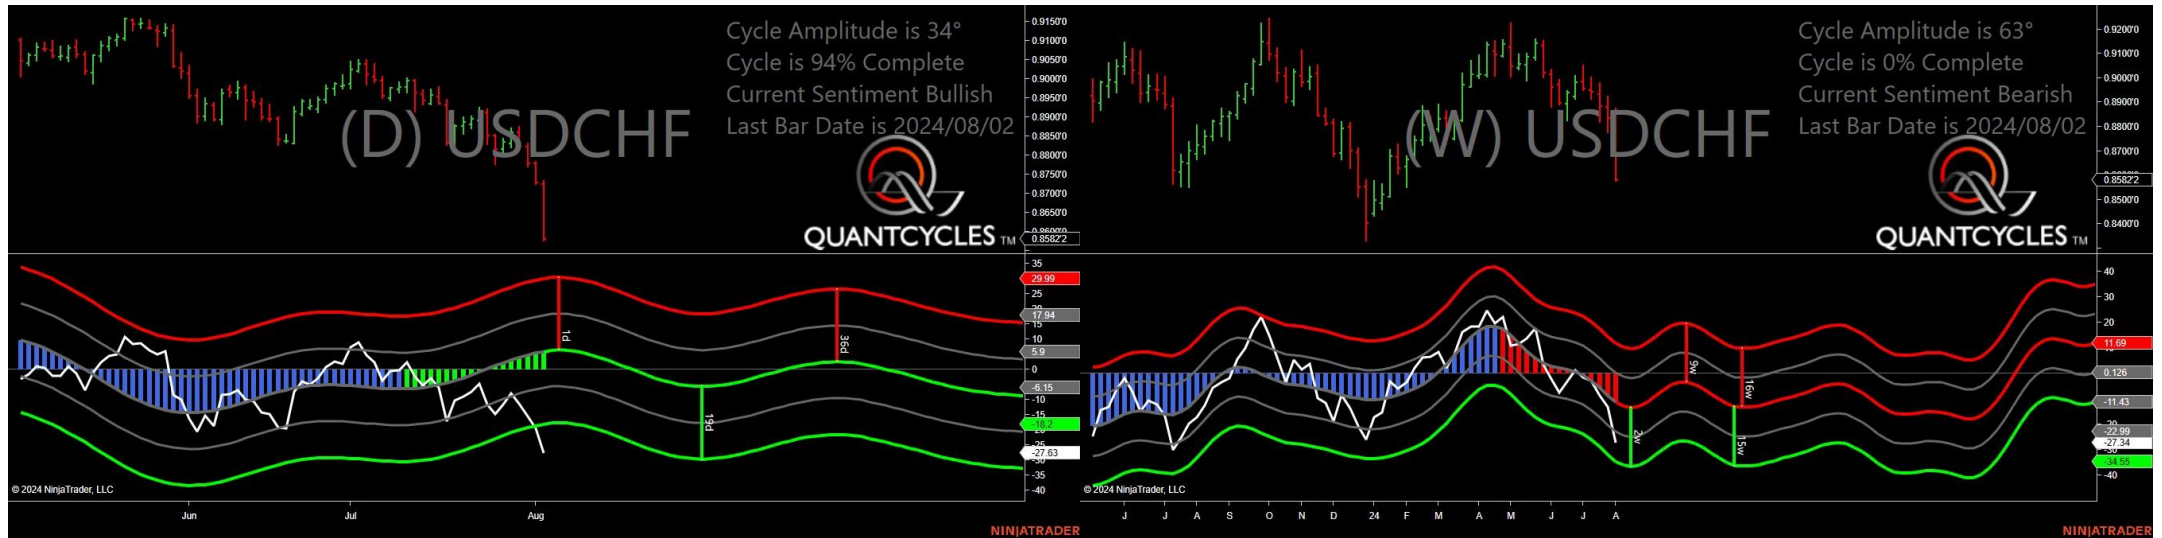 Cycle Amplitude is 34°
Cycle is 94% Complete
Current Sentiment Bullish
Last Bar Date is 2024/08/02
(D) USDCHF
QUANTCYCLES TM
0.9150'0
0.9100'0
0.9050'0
0.9000'0
0.8950'0
0.8900'0
0.8850'0
0.8800'0
0.8750'0
0.8700'0
0.8650'0
0.8582'2
35
29.99
25
17.94
15
10
5.9
0
-6.15
-10
-15
-18.2
-25
-27.63
-35
-40
1d
19d
36d
© 2024 NinjaTrader, LLC
Jun
Jul
Aug
NINJATRADER
Cycle Amplitude is 63°
Cycle is 0% Complete
Current Sentiment Bearish
Last Bar Date is 2024/08/02
(W) USDCHF
QUANTCYCLES TM
0.9200'0
0.9100'0
0.9000'0
0.8900'0
0.8800'0
0.8700'0
0.8582'2
0.8500'0
0.8400'0
40
30
20
11.69
0.126
-11.43
-22.99
-27.34
-34.55
-40
2w
9w
15w
16w
© 2024 NinjaTrader, LLC
J
J
A
S
O
N
D
24
F
M
A
M
J
J
A
NINJATRADER